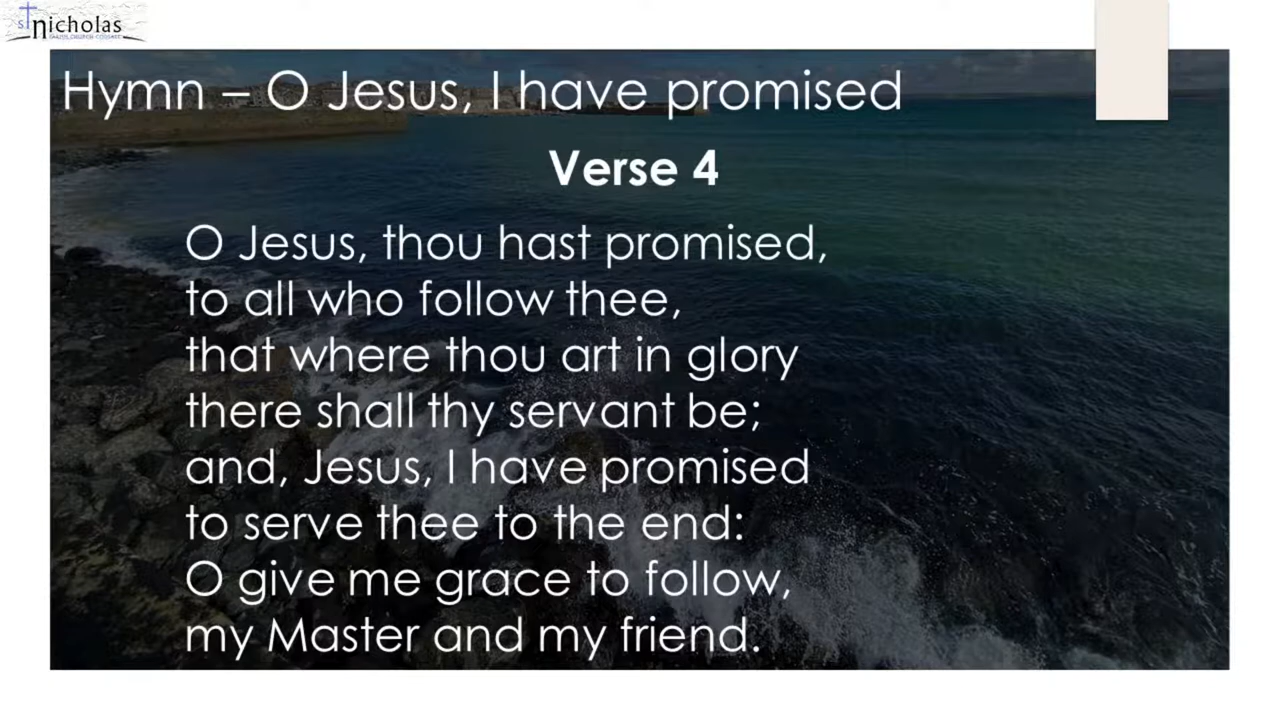 st
nicholas
Hymn – O Jesus, I have promised
Verse 4
O Jesus, thou hast promised,
to all who follow thee,
that where thou art in glory
there shall thy servant be;
and, Jesus, I have promised
to serve thee to the end:
O give me grace to follow,
my Master and my friend.